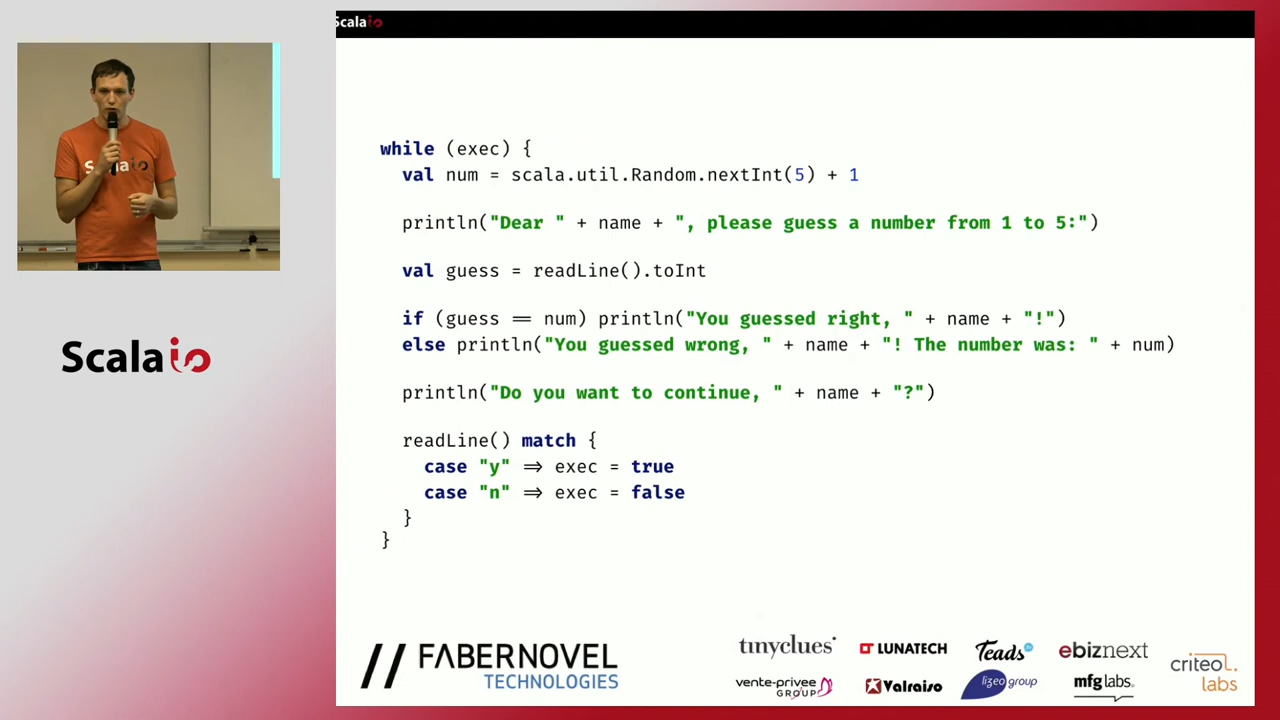 Scalaio
Scalaio
Scalaio
while (exec) {
val num = scala.util.Random.nextInt(5) + 1
println("Dear " + name + ", please guess a number from 1 to 5:")
val guess = readLine().toInt
if (guess == num) println("You guessed right, " + name + "!")
else println("You guessed wrong, " + name + "! The number was: " + num)
println("Do you want to continue, " + name + "?")
readLine() match {
case "y" => exec = true
case "n" => exec = false
}
}
// FABERNOVEL
TECHNOLOGIES
tinyclues
LUNATECH
Teads
ebiznext
criteol.
labs
vente-privee
GROUP
Valraiso
lizeo group
mfg labs.